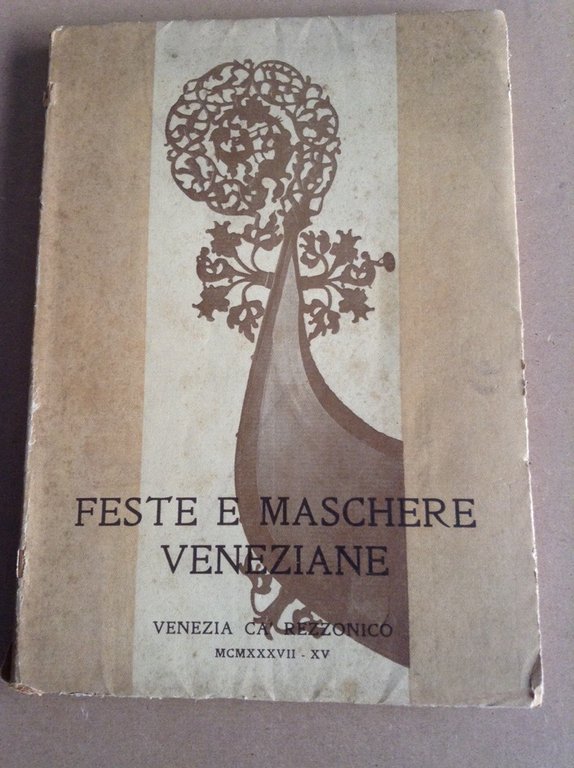 FESTE E MASCHERE
VENEZIANE
VENEZIA CA' REZZONICO
MCMXXXVII - XV